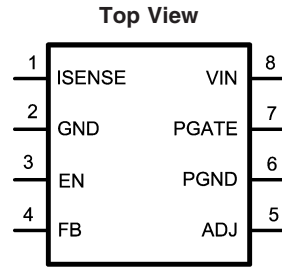 Top View
1 ISENSE VIN 8
2 GND PGATE 7
3 EN PGND 6
4 FB ADJ 5